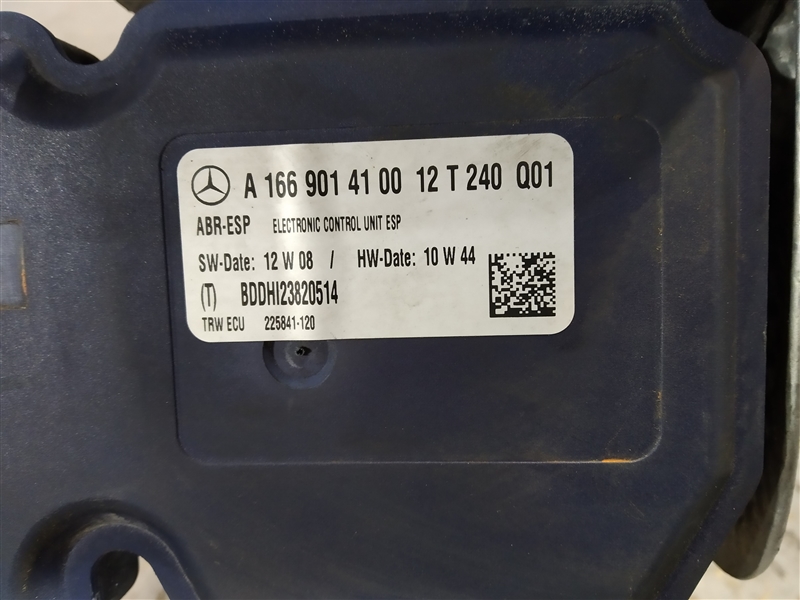 A 166 901 41 00 12 T 240 Q01
ABR-ESP ELECTRONIC CONTROL UNIT ESP
SW-Date: 12 W 08 / HW-Date: 10 W 44
(T) BDDHI23820514
TRW ECU 225841-120